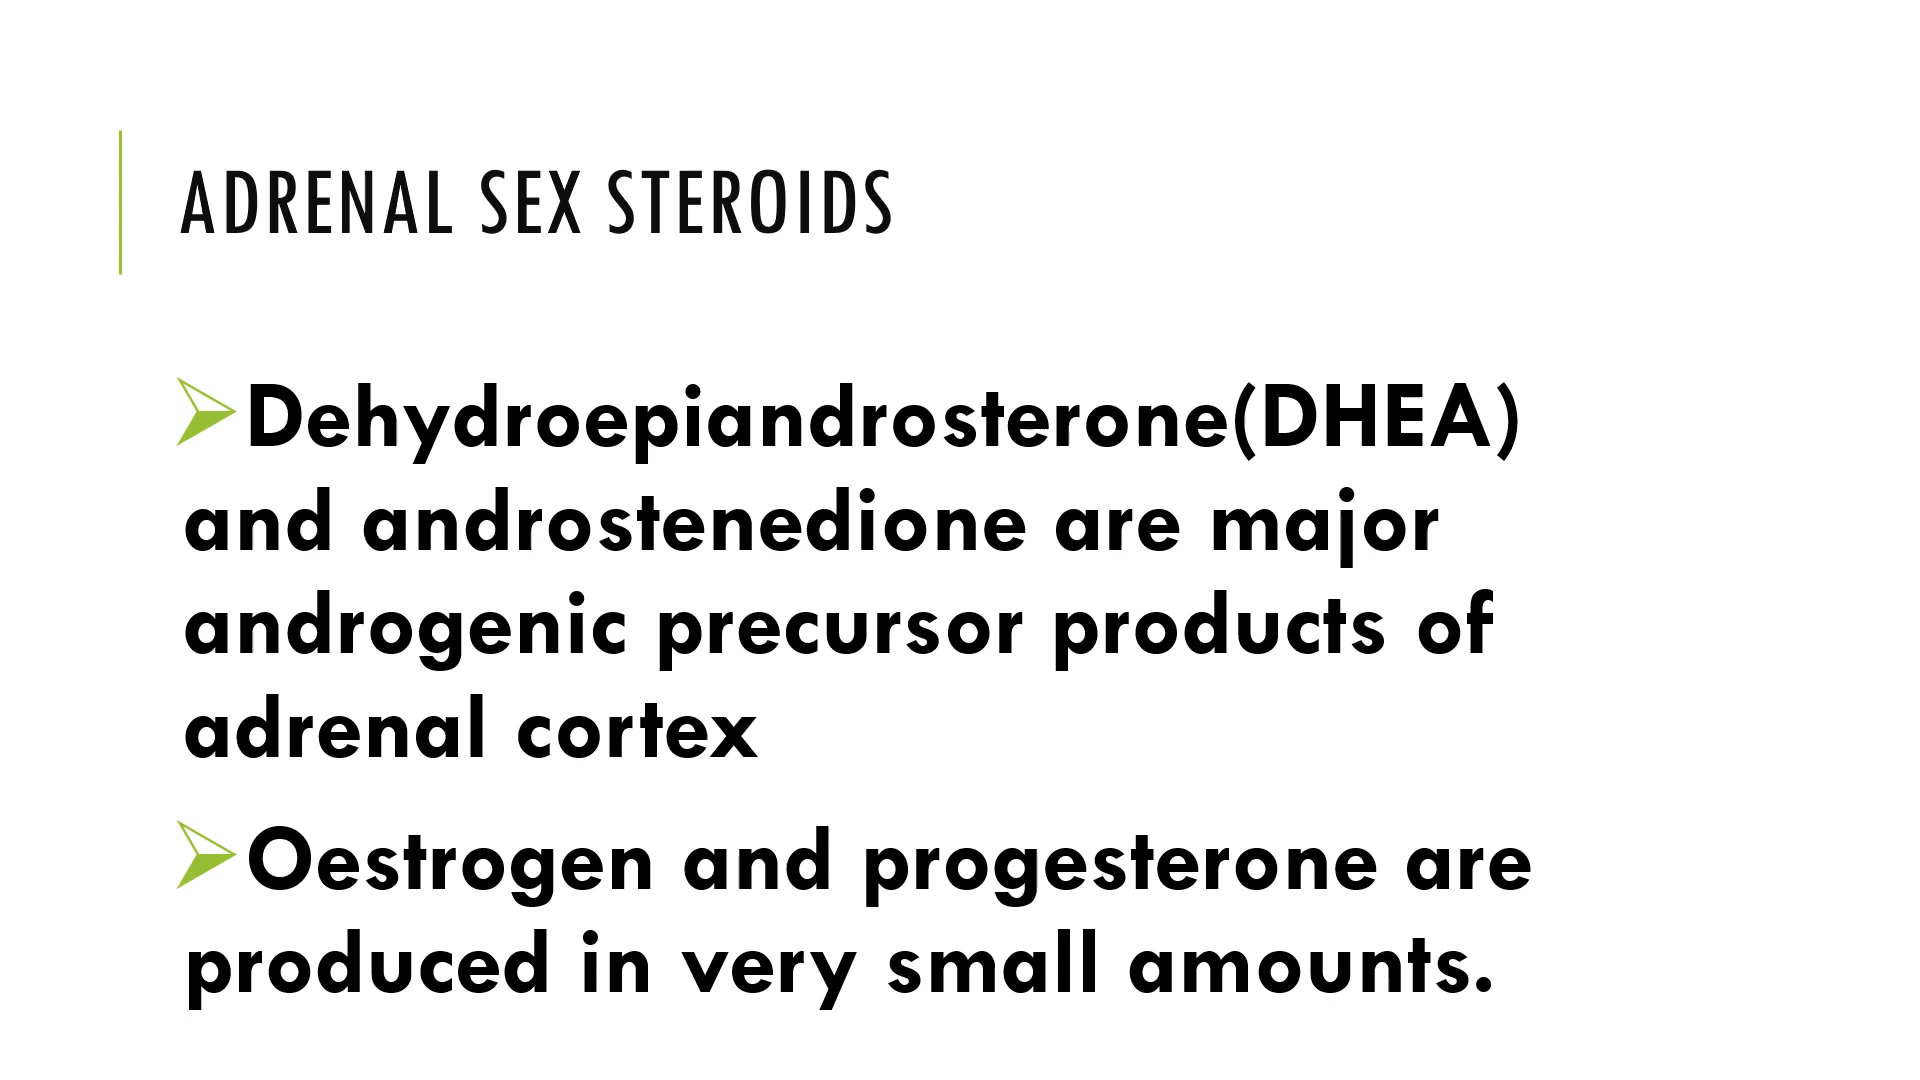 ADRENAL SEX STEROIDS
Dehydroepiandrosterone(DHEA)
and androstenedione are major
androgenic precursor products of
adrenal cortex
Oestrogen and progesterone are
produced in very small amounts.